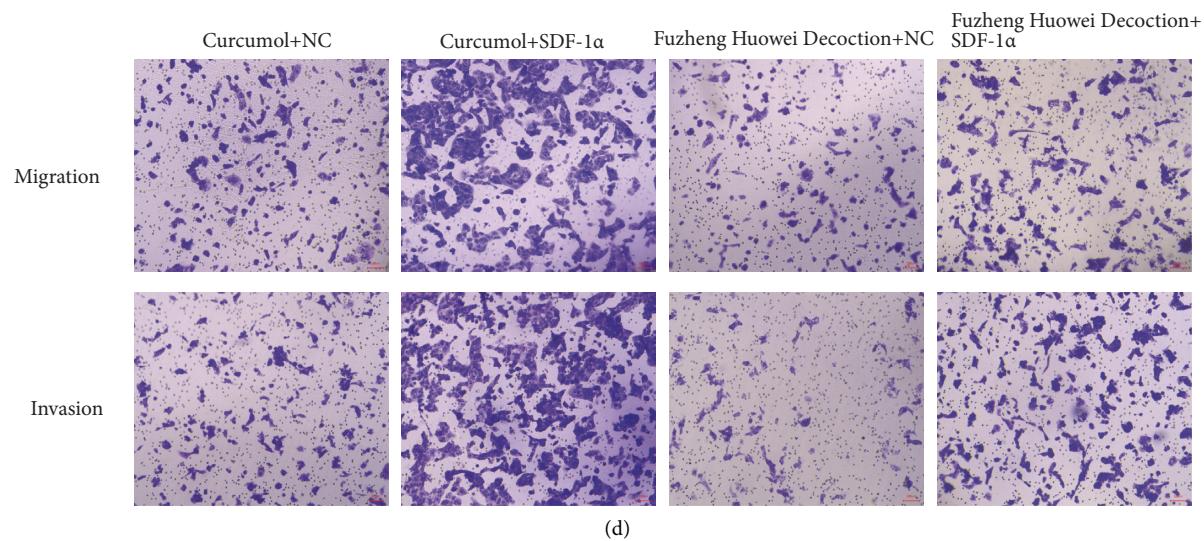 Curcumol+NC
Curcumol+SDF-1α
Fuzheng Huowei Decoction+NC
Fuzheng Huowei Decoction+
SDF-1α
Migration
Invasion
(d)